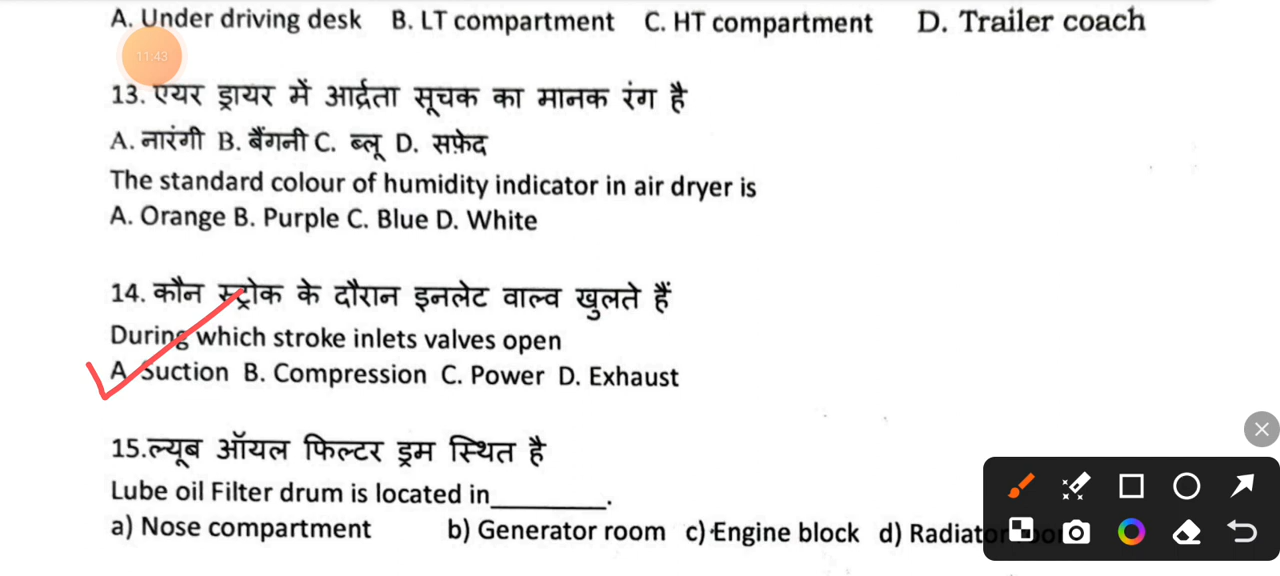 A. Under driving desk B. LT compartment C. HT compartment D. Trailer coach
11:43
13. एयर ड्रायर में आर्द्रता सूचक का मानक रंग है
A. नारंगी B. बैंगनी C. ब्लू D. सफ़ेद
The standard colour of humidity indicator in air dryer is
A. Orange B. Purple C. Blue D. White
14. कौन स्ट्रोक के दौरान इनलेट वाल्व खुलते हैं
During which stroke inlets valves open
A Suction B. Compression C. Power D. Exhaust
15.ल्यूब ऑयल फिल्टर ड्रम स्थित है
Lube oil Filter drum is located in________.
a) Nose compartment b) Generator room c) Engine block d)